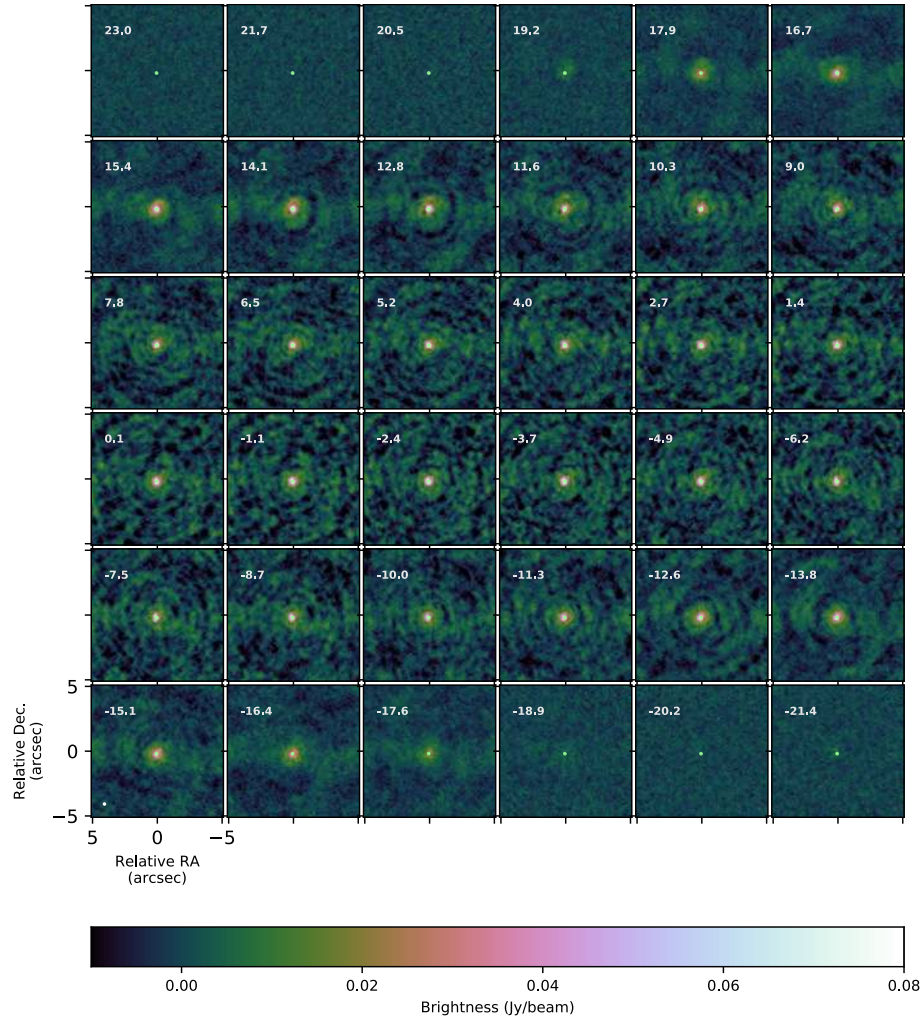 23.0 21.7 20.5 19.2 17.9 16.7
15.4 14.1 12.8 11.6 10.3 9.0
7.8 6.5 5.2 4.0 2.7 1.4
0.1 -1.1 -2.4 -3.7 -4.9 -6.2
-7.5 -8.7 -10.0 -11.3 -12.6 -13.8
-15.1 -16.4 -17.6 -18.9 -20.2 -21.4
5
0
−5
Relative Dec.
(arcsec)
5 0 −5
Relative RA
(arcsec)
0.00 0.02 0.04 0.06 0.08
Brightness (Jy/beam)